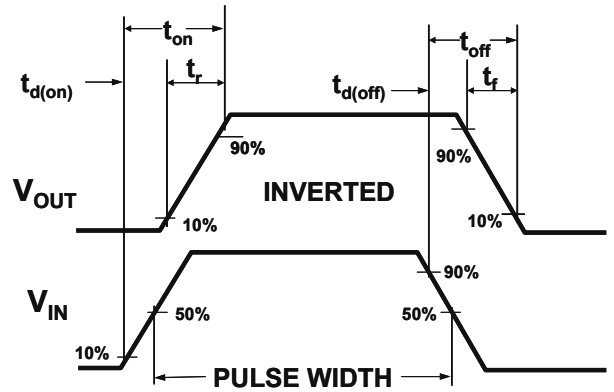 t_on
t_off
t_d(on)
t_r
t_d(off)
t_f
90%
90%
V_OUT
INVERTED
10%
10%
90%
V_IN
50%
50%
10%
PULSE WIDTH